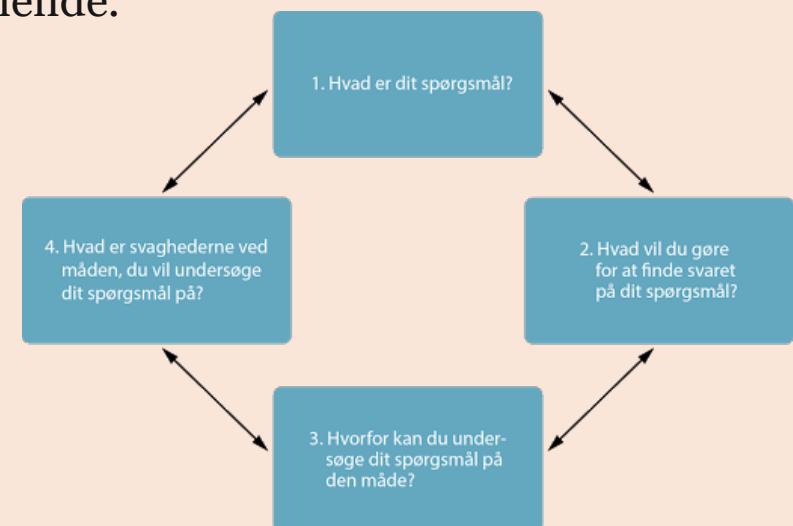 1. Hvad er dit spørgsmål?
2. Hvad vil du gøre
for at finde svaret
på dit spørgsmål?
3. Hvorfor kan du under-
søge dit spørgsmål på
den måde?
4. Hvad er svaghederne ved
måden, du vil undersøge
dit spørgsmål på?